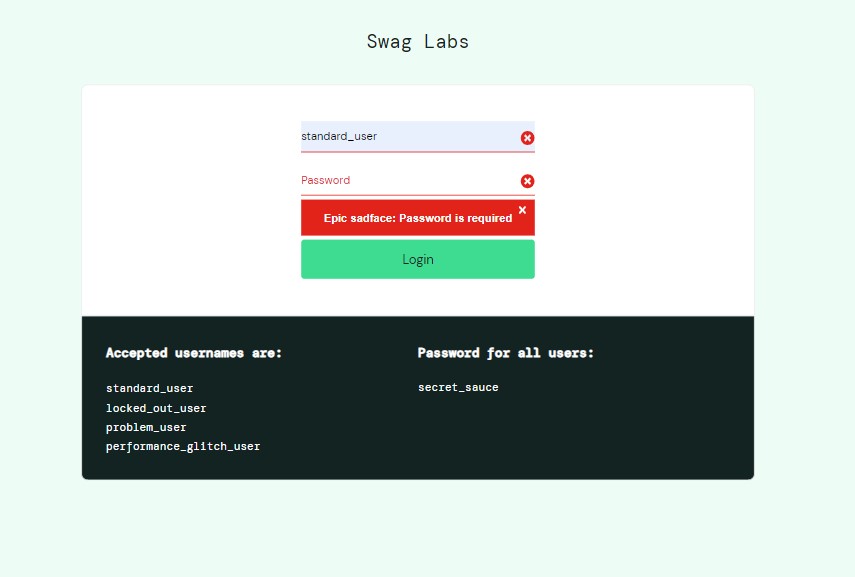 Swag Labs
standard_user
Password
Epic sadface: Password is required
Login
Accepted usernames are:
standard_user
locked_out_user
problem_user
performance_glitch_user
Password for all users:
secret_sauce